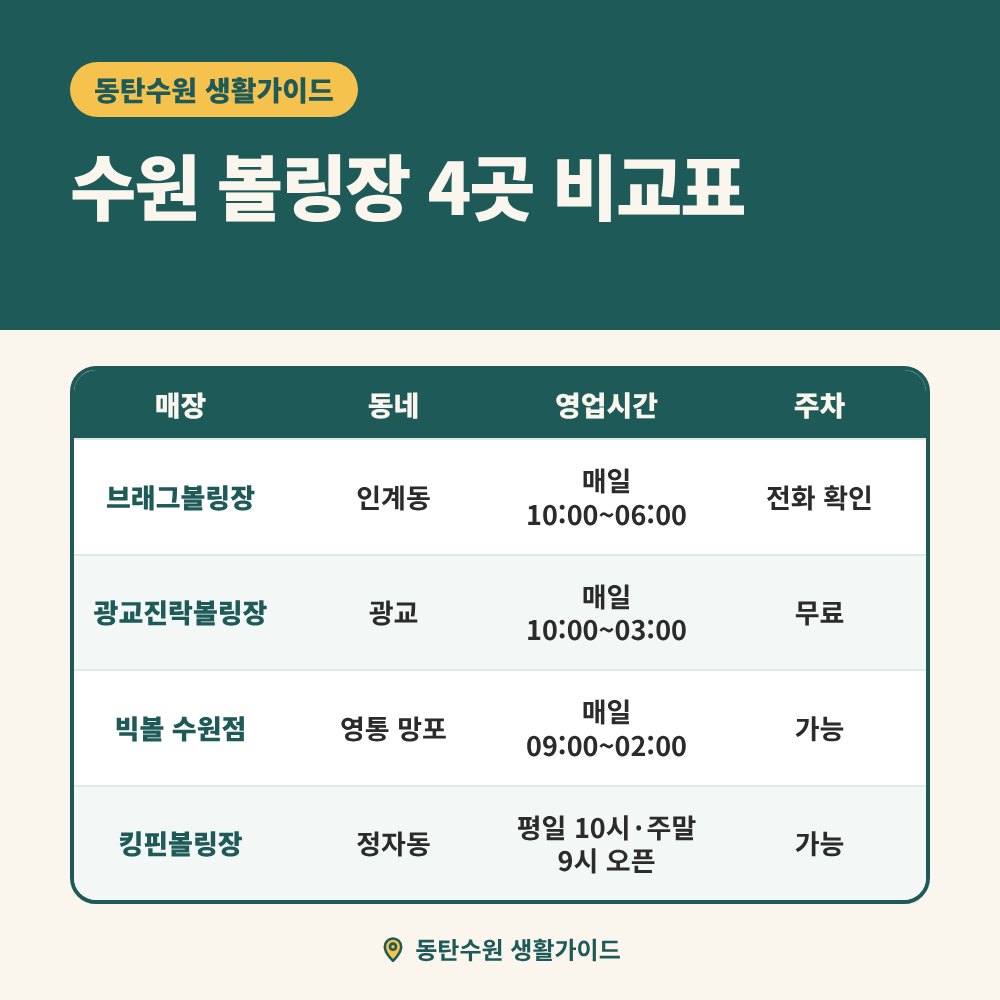 동탄수원 생활가이드
수원 볼링장 4곳 비교표
매장 동네 영업시간 주차
브래그볼링장 인계동 매일 10:00~06:00 전화 확인
광교진락볼링장 광교 매일 10:00~03:00 무료
빅볼 수원점 영통 망포 매일 09:00~02:00 가능
킹핀볼링장 정자동 평일 10시·주말 9시 오픈 가능
동탄수원 생활가이드